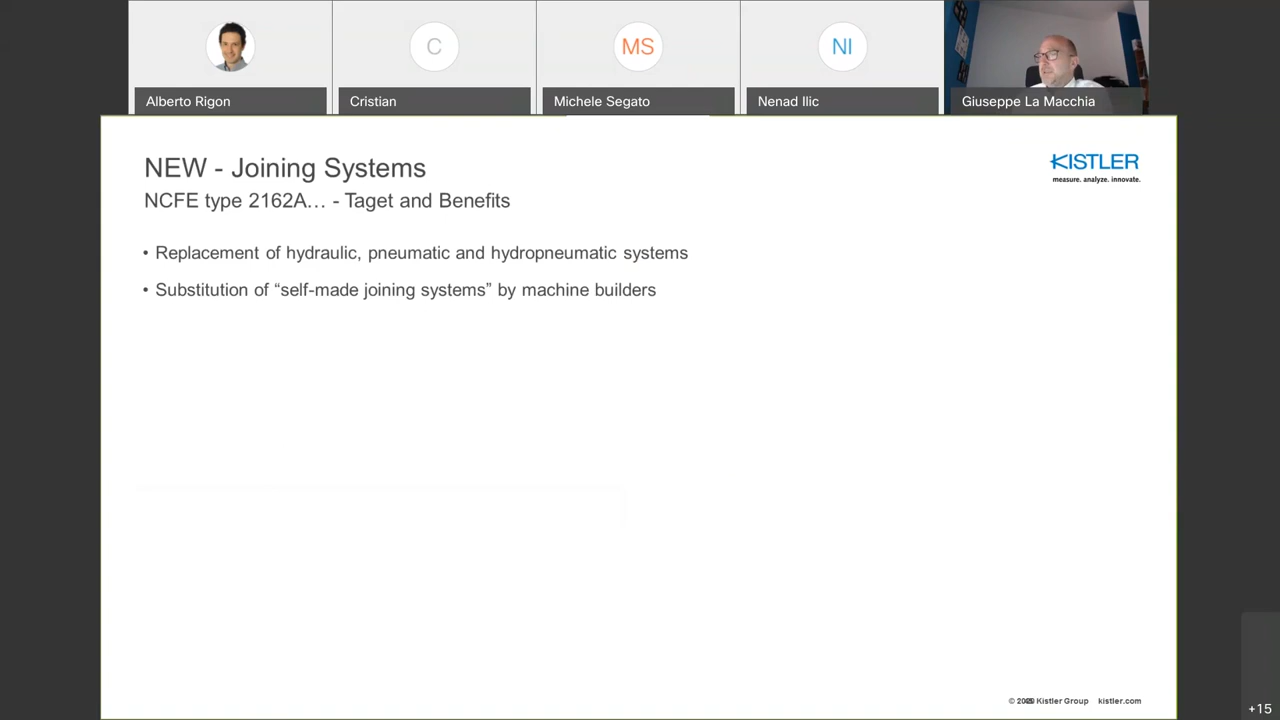 C
MS
NI
Alberto Rigon
Cristian
Michele Segato
Nenad Ilic
Giuseppe La Macchia
NEW - Joining Systems
KISTLER
measure. analyze. innovate.
NCFE type 2162A… - Taget and Benefits
• Replacement of hydraulic, pneumatic and hydropneumatic systems
• Substitution of “self-made joining systems” by machine builders
© Kistler Group kistler.com
+15